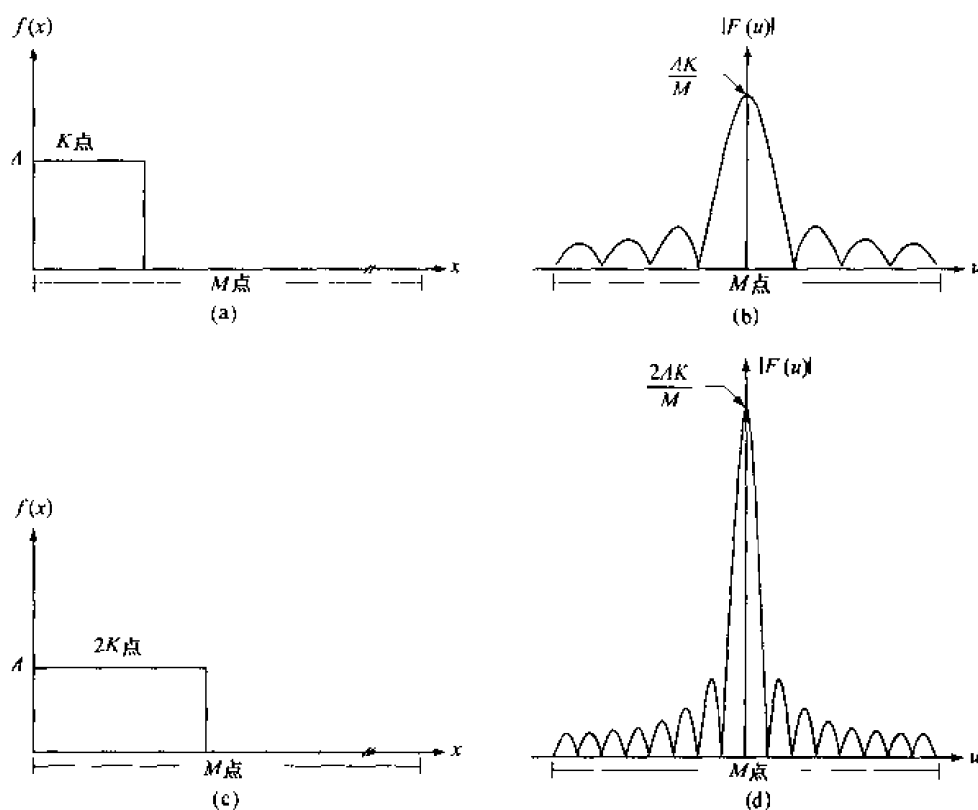 f(x)
A
K点
x
M点
(a)
|F(u)|
AK
M
u
M点
(b)
f(x)
A
2K点
x
M点
(c)
|F(u)|
2AK
M
u
M点
(d)